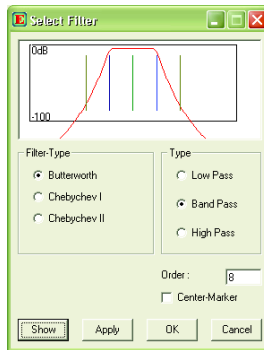 Select Filter
0dB
-100
Filter-Type
Butterworth
Chebychev I
Chebychev II
Type
Low Pass
Band Pass
High Pass
Order :
8
Center-Marker
Show
Apply
OK
Cancel